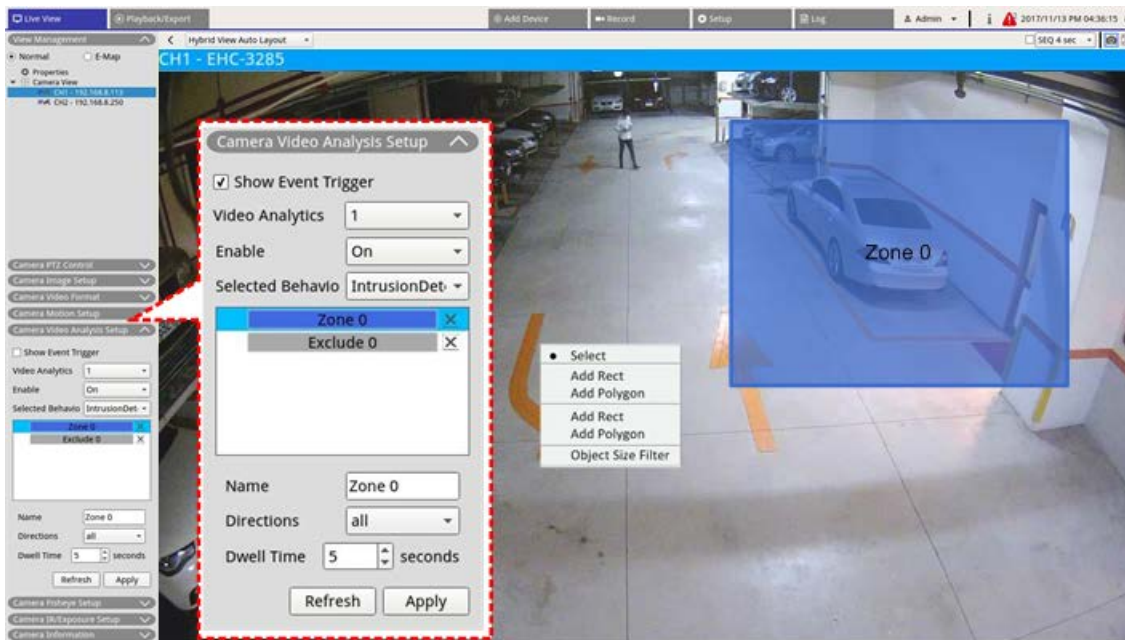 Live View
Playback/Export
Add Device
Record
Setup
Log
Admin
i
2017/11/13 PM 04:36:15
View Management
Hybrid View Auto Layout
SEQ 4 sec
Normal
E-Map
CH1 - EHC-3285
Properties
Camera View
CH1 - 192.168.8.113
CH2 - 192.168.8.250
Camera PTZ Control
Camera Image Setup
Camera Video Format
Camera Motion Setup
Camera Video Analysis Setup
Show Event Trigger
Video Analytics 1
Enable On
Selected Behavio IntrusionDet
Zone 0
Exclude 0
Name Zone 0
Directions all
Dwell Time 5 seconds
Refresh Apply
Camera Fisheye Setup
Camera IR/Exposure Setup
Camera Information
Camera Video Analysis Setup
Show Event Trigger
Video Analytics 1
Enable On
Selected Behavio IntrusionDet
Zone 0
Exclude 0
Name Zone 0
Directions all
Dwell Time 5 seconds
Refresh Apply
Zone 0
Select
Add Rect
Add Polygon
Add Rect
Add Polygon
Object Size Filter